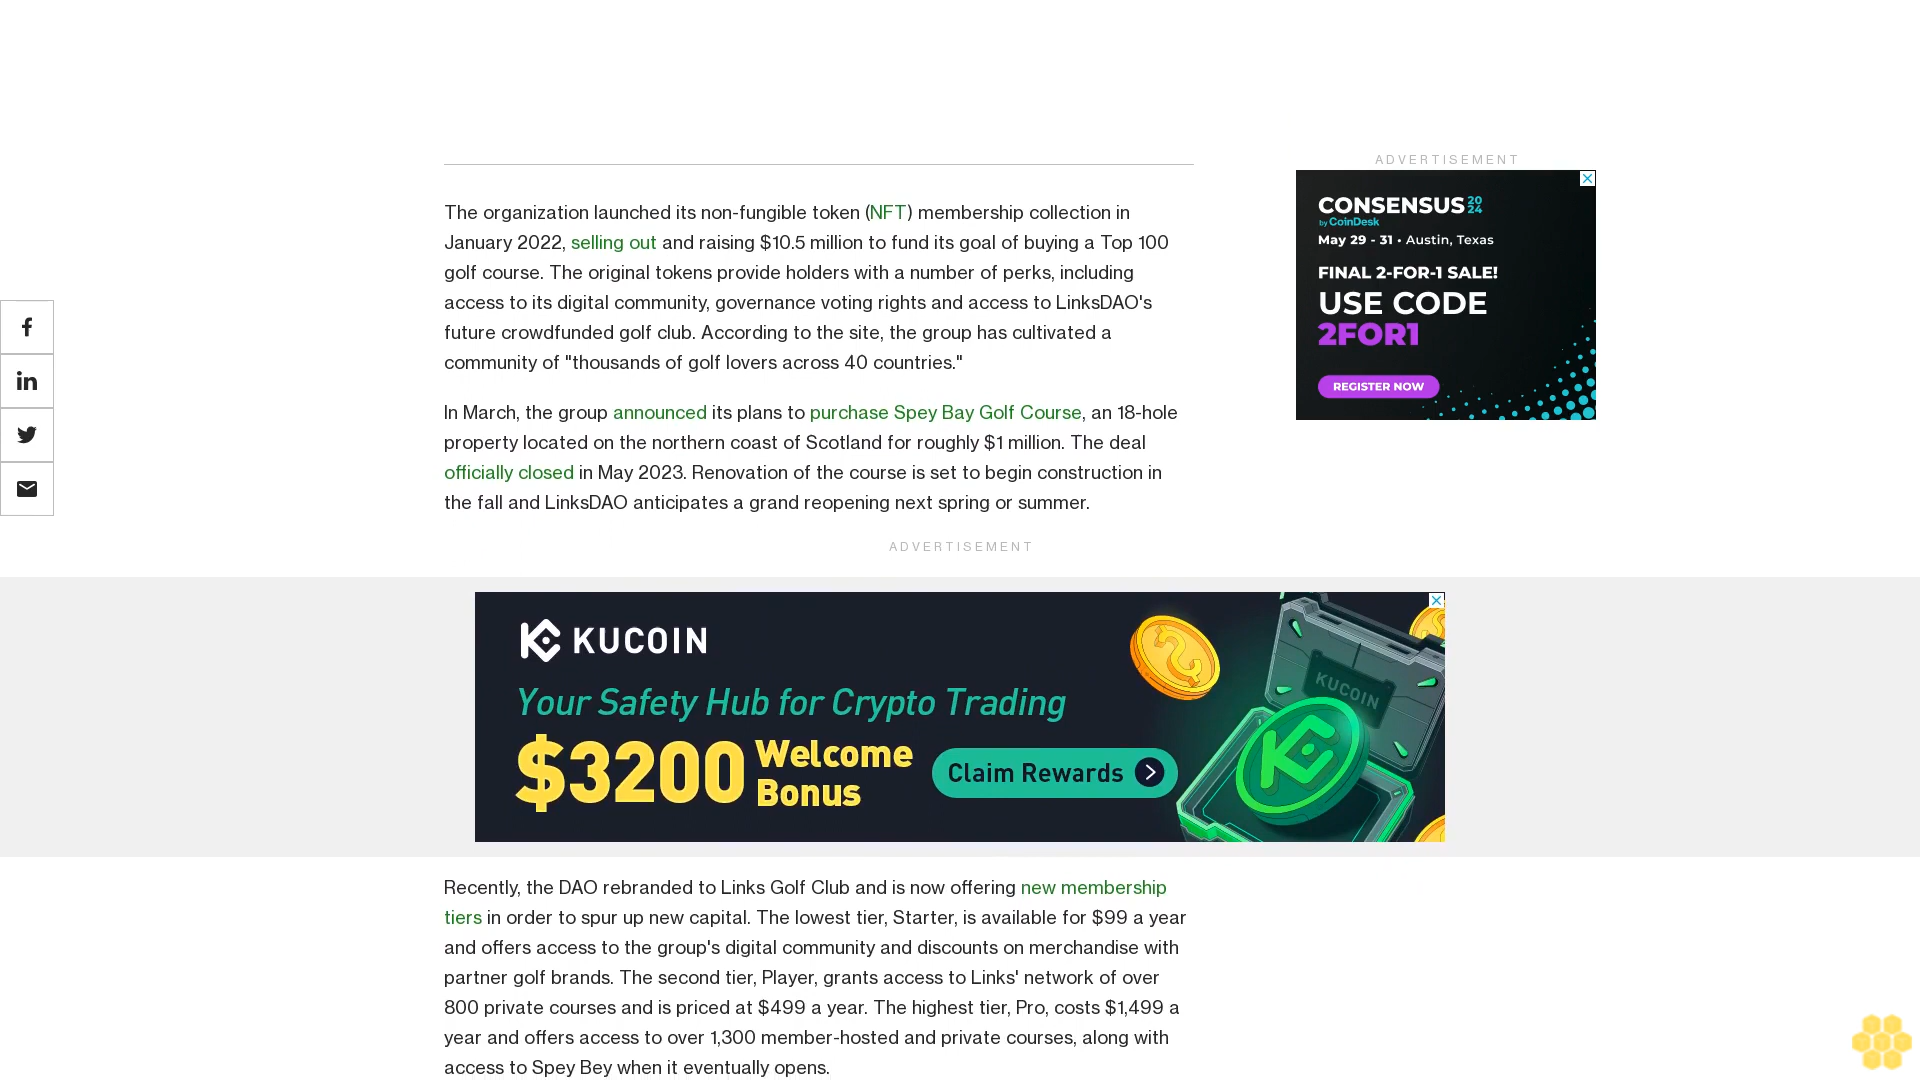 ADVERTISEMENT
CONSENSUS 20 24
by CoinDesk
May 29 - 31 • Austin, Texas
FINAL 2-FOR-1 SALE!
USE CODE
2FOR1
REGISTER NOW
The organization launched its non-fungible token (NFT) membership collection in
January 2022, selling out and raising $10.5 million to fund its goal of buying a Top 100
golf course. The original tokens provide holders with a number of perks, including
access to its digital community, governance voting rights and access to LinksDAO's
future crowdfunded golf club. According to the site, the group has cultivated a
community of "thousands of golf lovers across 40 countries."
In March, the group announced its plans to purchase Spey Bay Golf Course, an 18-hole
property located on the northern coast of Scotland for roughly $1 million. The deal
officially closed in May 2023. Renovation of the course is set to begin construction in
the fall and LinksDAO anticipates a grand reopening next spring or summer.
ADVERTISEMENT
KUCOIN
Your Safety Hub for Crypto Trading
$3200 Welcome
Bonus
Claim Rewards
KUCOIN
Recently, the DAO rebranded to Links Golf Club and is now offering new membership
tiers in order to spur up new capital. The lowest tier, Starter, is available for $99 a year
and offers access to the group's digital community and discounts on merchandise with
partner golf brands. The second tier, Player, grants access to Links' network of over
800 private courses and is priced at $499 a year. The highest tier, Pro, costs $1,499 a
year and offers access to over 1,300 member-hosted and private courses, along with
access to Spey Bey when it eventually opens.